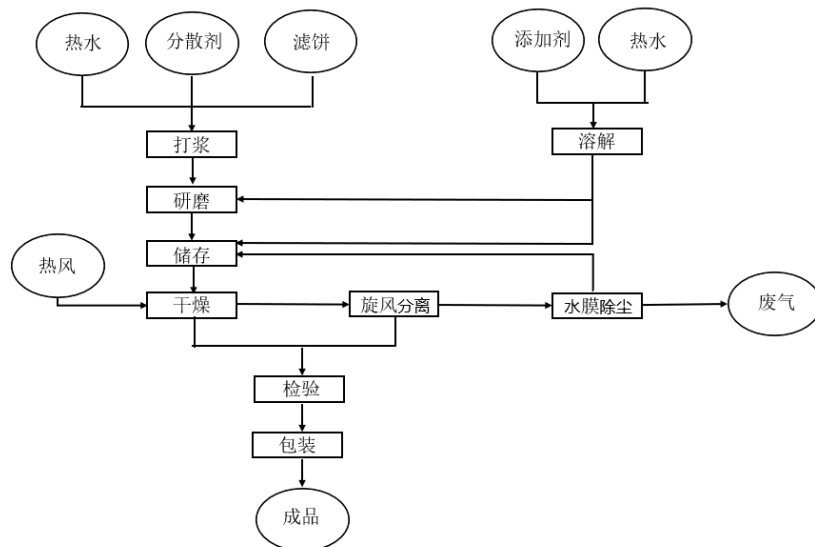 热水
分散剂
滤饼
添加剂
热水
打浆
溶解
研磨
储存
热风
干燥
旋风分离
水膜除尘
废气
检验
包装
成品